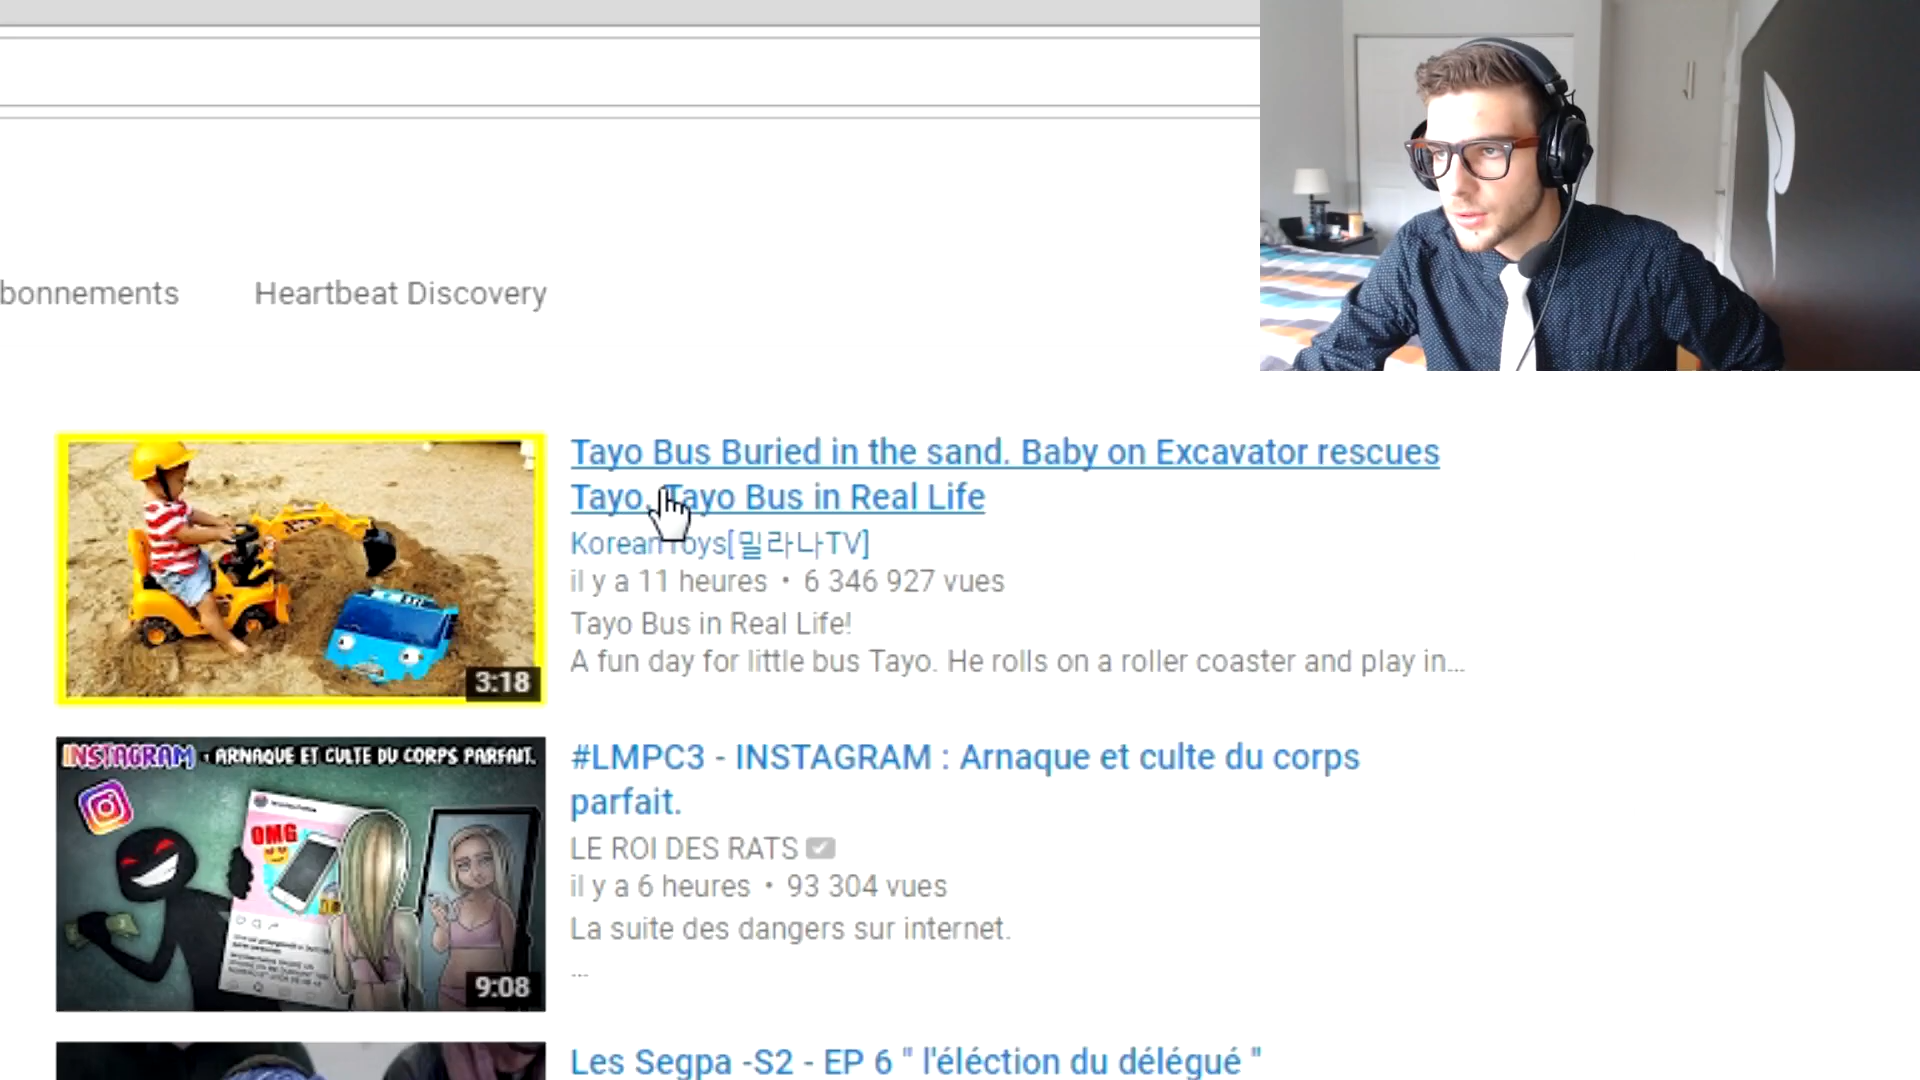 bonnements Heartbeat Discovery
Tayo Bus Buried in the sand. Baby on Excavator rescues
Tayo. Tayo Bus in Real Life
KoreanToys[밀라나TV]
il y a 11 heures • 6 346 927 vues
Tayo Bus in Real Life!
A fun day for little bus Tayo. He rolls on a roller coaster and play in...
3:18
INSTAGRAM : ARNAQUE ET CULTE DU CORPS PARFAIT.
OMG
9:08
#LMPC3 - INSTAGRAM : Arnaque et culte du corps
parfait.
LE ROI DES RATS
il y a 6 heures • 93 304 vues
La suite des dangers sur internet.
...
Les Segpa -S2 - EP 6 " l'éléction du délégué "